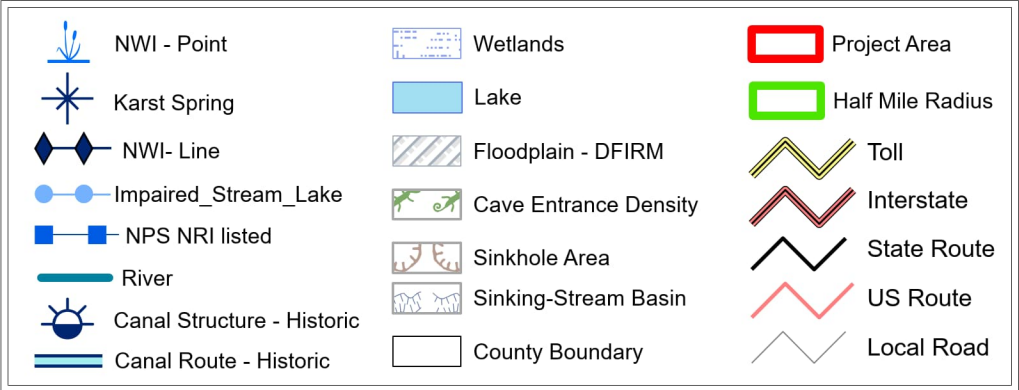 NWI - Point
Karst Spring
NWI- Line
Impaired_Stream_Lake
NPS NRI listed
River
Canal Structure - Historic
Canal Route - Historic
Wetlands
Lake
Floodplain - DFIRM
Cave Entrance Density
Sinkhole Area
Sinking-Stream Basin
County Boundary
Project Area
Half Mile Radius
Toll
Interstate
State Route
US Route
Local Road